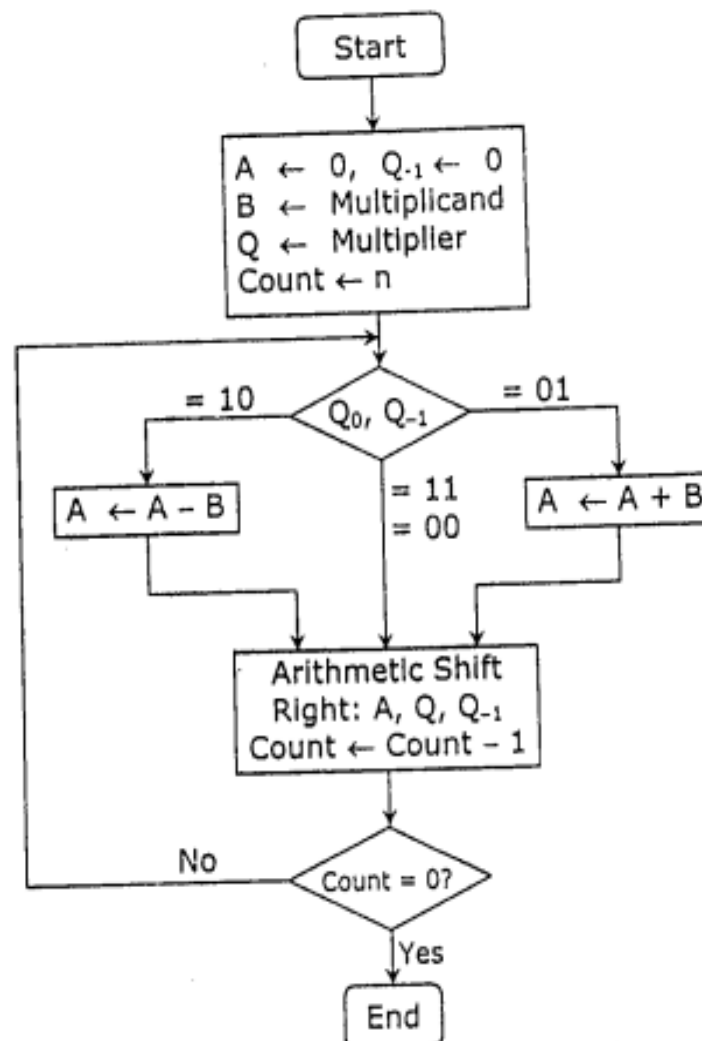 Start
A ← 0, Q₋₁ ← 0
B ← Multiplicand
Q ← Multiplier
Count ← n
= 10
Q₀, Q₋₁
= 01
A ← A – B
= 11
= 00
A ← A + B
Arithmetic Shift
Right: A, Q, Q₋₁
Count ← Count – 1
No
Count = 0?
Yes
End